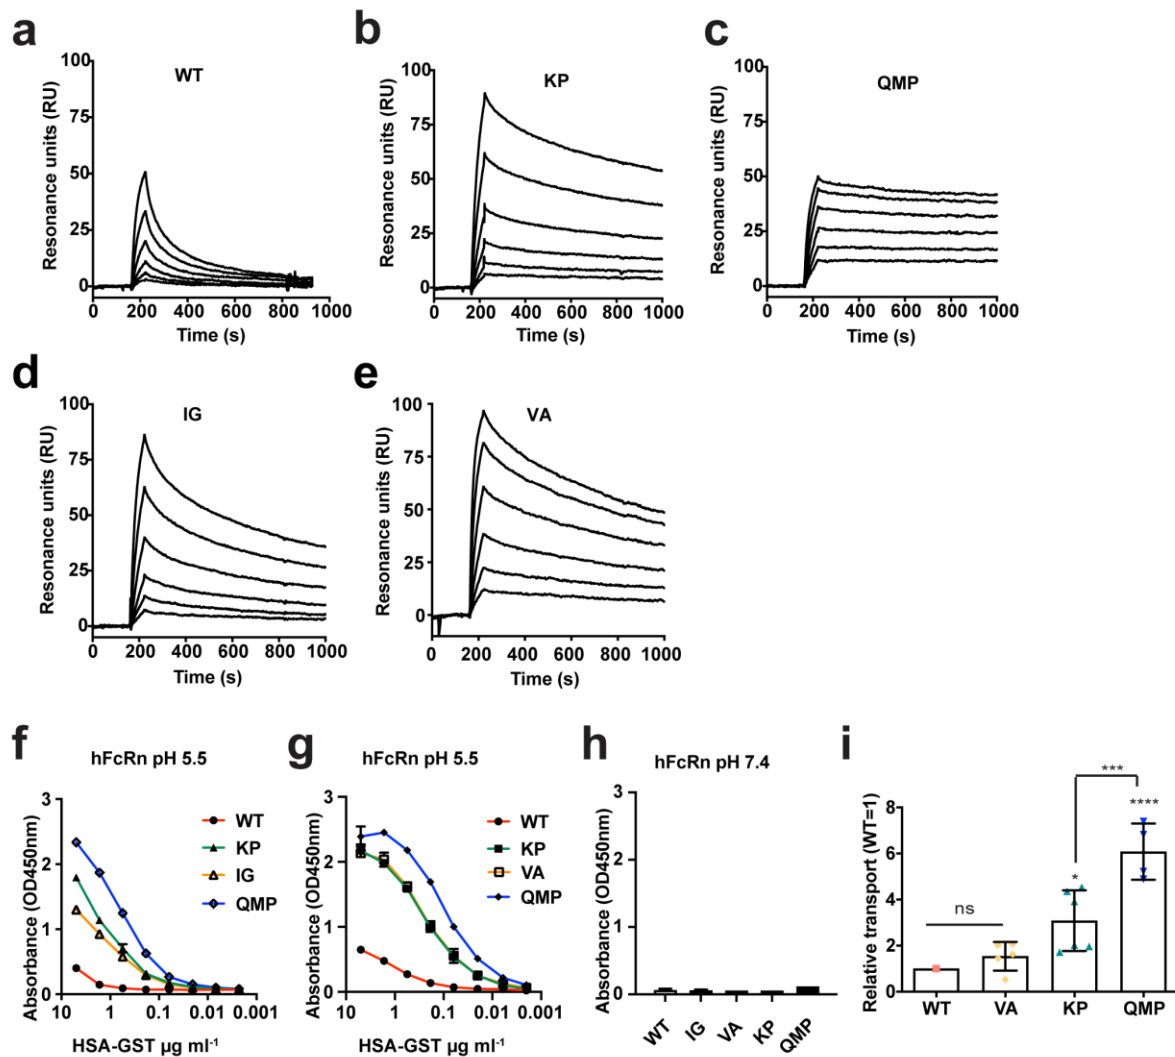 a
b
c
WT
KP
QMP
Resonance units (RU)
100
75
50
25
0
0 200 400 600 800 1000
Time (s)
Resonance units (RU)
100
75
50
25
0
0 200 400 600 800 1000
Time (s)
Resonance units (RU)
100
75
50
25
0
0 200 400 600 800 1000
Time (s)
d
e
IG
VA
Resonance units (RU)
100
75
50
25
0
0 200 400 600 800 1000
Time (s)
Resonance units (RU)
100
75
50
25
0
0 200 400 600 800 1000
Time (s)
f
hFcRn pH 5.5
Absorbance (OD450nm)
3
2
1
0
10 1 0.1 0.01 0.001
HSA-GST µg ml⁻¹
WT
KP
IG
QMP
g
hFcRn pH 5.5
Absorbance (OD450nm)
3
2
1
0
10 1 0.1 0.01 0.001
HSA-GST µg ml⁻¹
WT
KP
VA
QMP
h
hFcRn pH 7.4
Absorbance (OD450nm)
3
2
1
0
WT IG VA KP QMP
i
Relative transport (WT=1)
8
6
4
2
0
ns
*
***
****
WT VA KP QMP